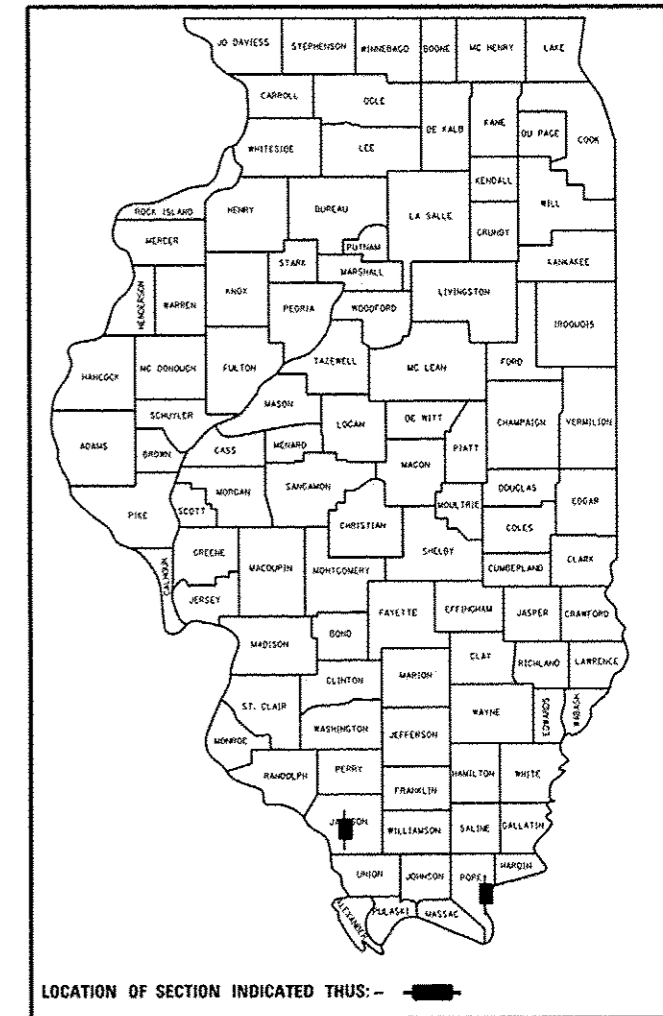 JO DAVIESS STEPHENSON WINNEBAGO BOONE MC HENRY LAKE
CARROLL OGLE DE KALB KANE DU PAGE COOK
WHITESIDE LEE
KENDALL WILL
ROCK ISLAND HENRY BUREAU LA SALLE GRUNDY
MERCER PUTNAM
STARK MARSHALL KANKAKEE
HENDERSON WARREN KNOX PEORIA WOODFORD LIVINGSTON IROQUOIS
FORD
HANCOCK MC DONOUGH FULTON TAZEWELL MC LEAN
SCHUYLER MASON LOGAN DE WITT CHAMPAIGN VERMILION
ADAMS BROWN CASS MENARD PIATT
MACON
PIKE SCOTT MORGAN SANGAMON MOULTRIE DOUGLAS EDGAR
CHRISTIAN COLES
CALHOUN GREENE MACOUPIN MONTGOMERY SHELBY CUMBERLAND CLARK
JERSEY
MADISON BOND FAYETTE EFFINGHAM JASPER CRAWFORD
CLINTON MARION CLAY RICHLAND LAWRENCE
ST. CLAIR WAYNE EDWARDS WABASH
MONROE WASHINGTON JEFFERSON
RANDOLPH PERRY HAMILTON WHITE
FRANKLIN
JACKSON WILLIAMSON SALINE GALLATIN
UNION JOHNSON POPE HARDIN
ALEXANDER PULASKI MASSAC
LOCATION OF SECTION INDICATED THUS: -